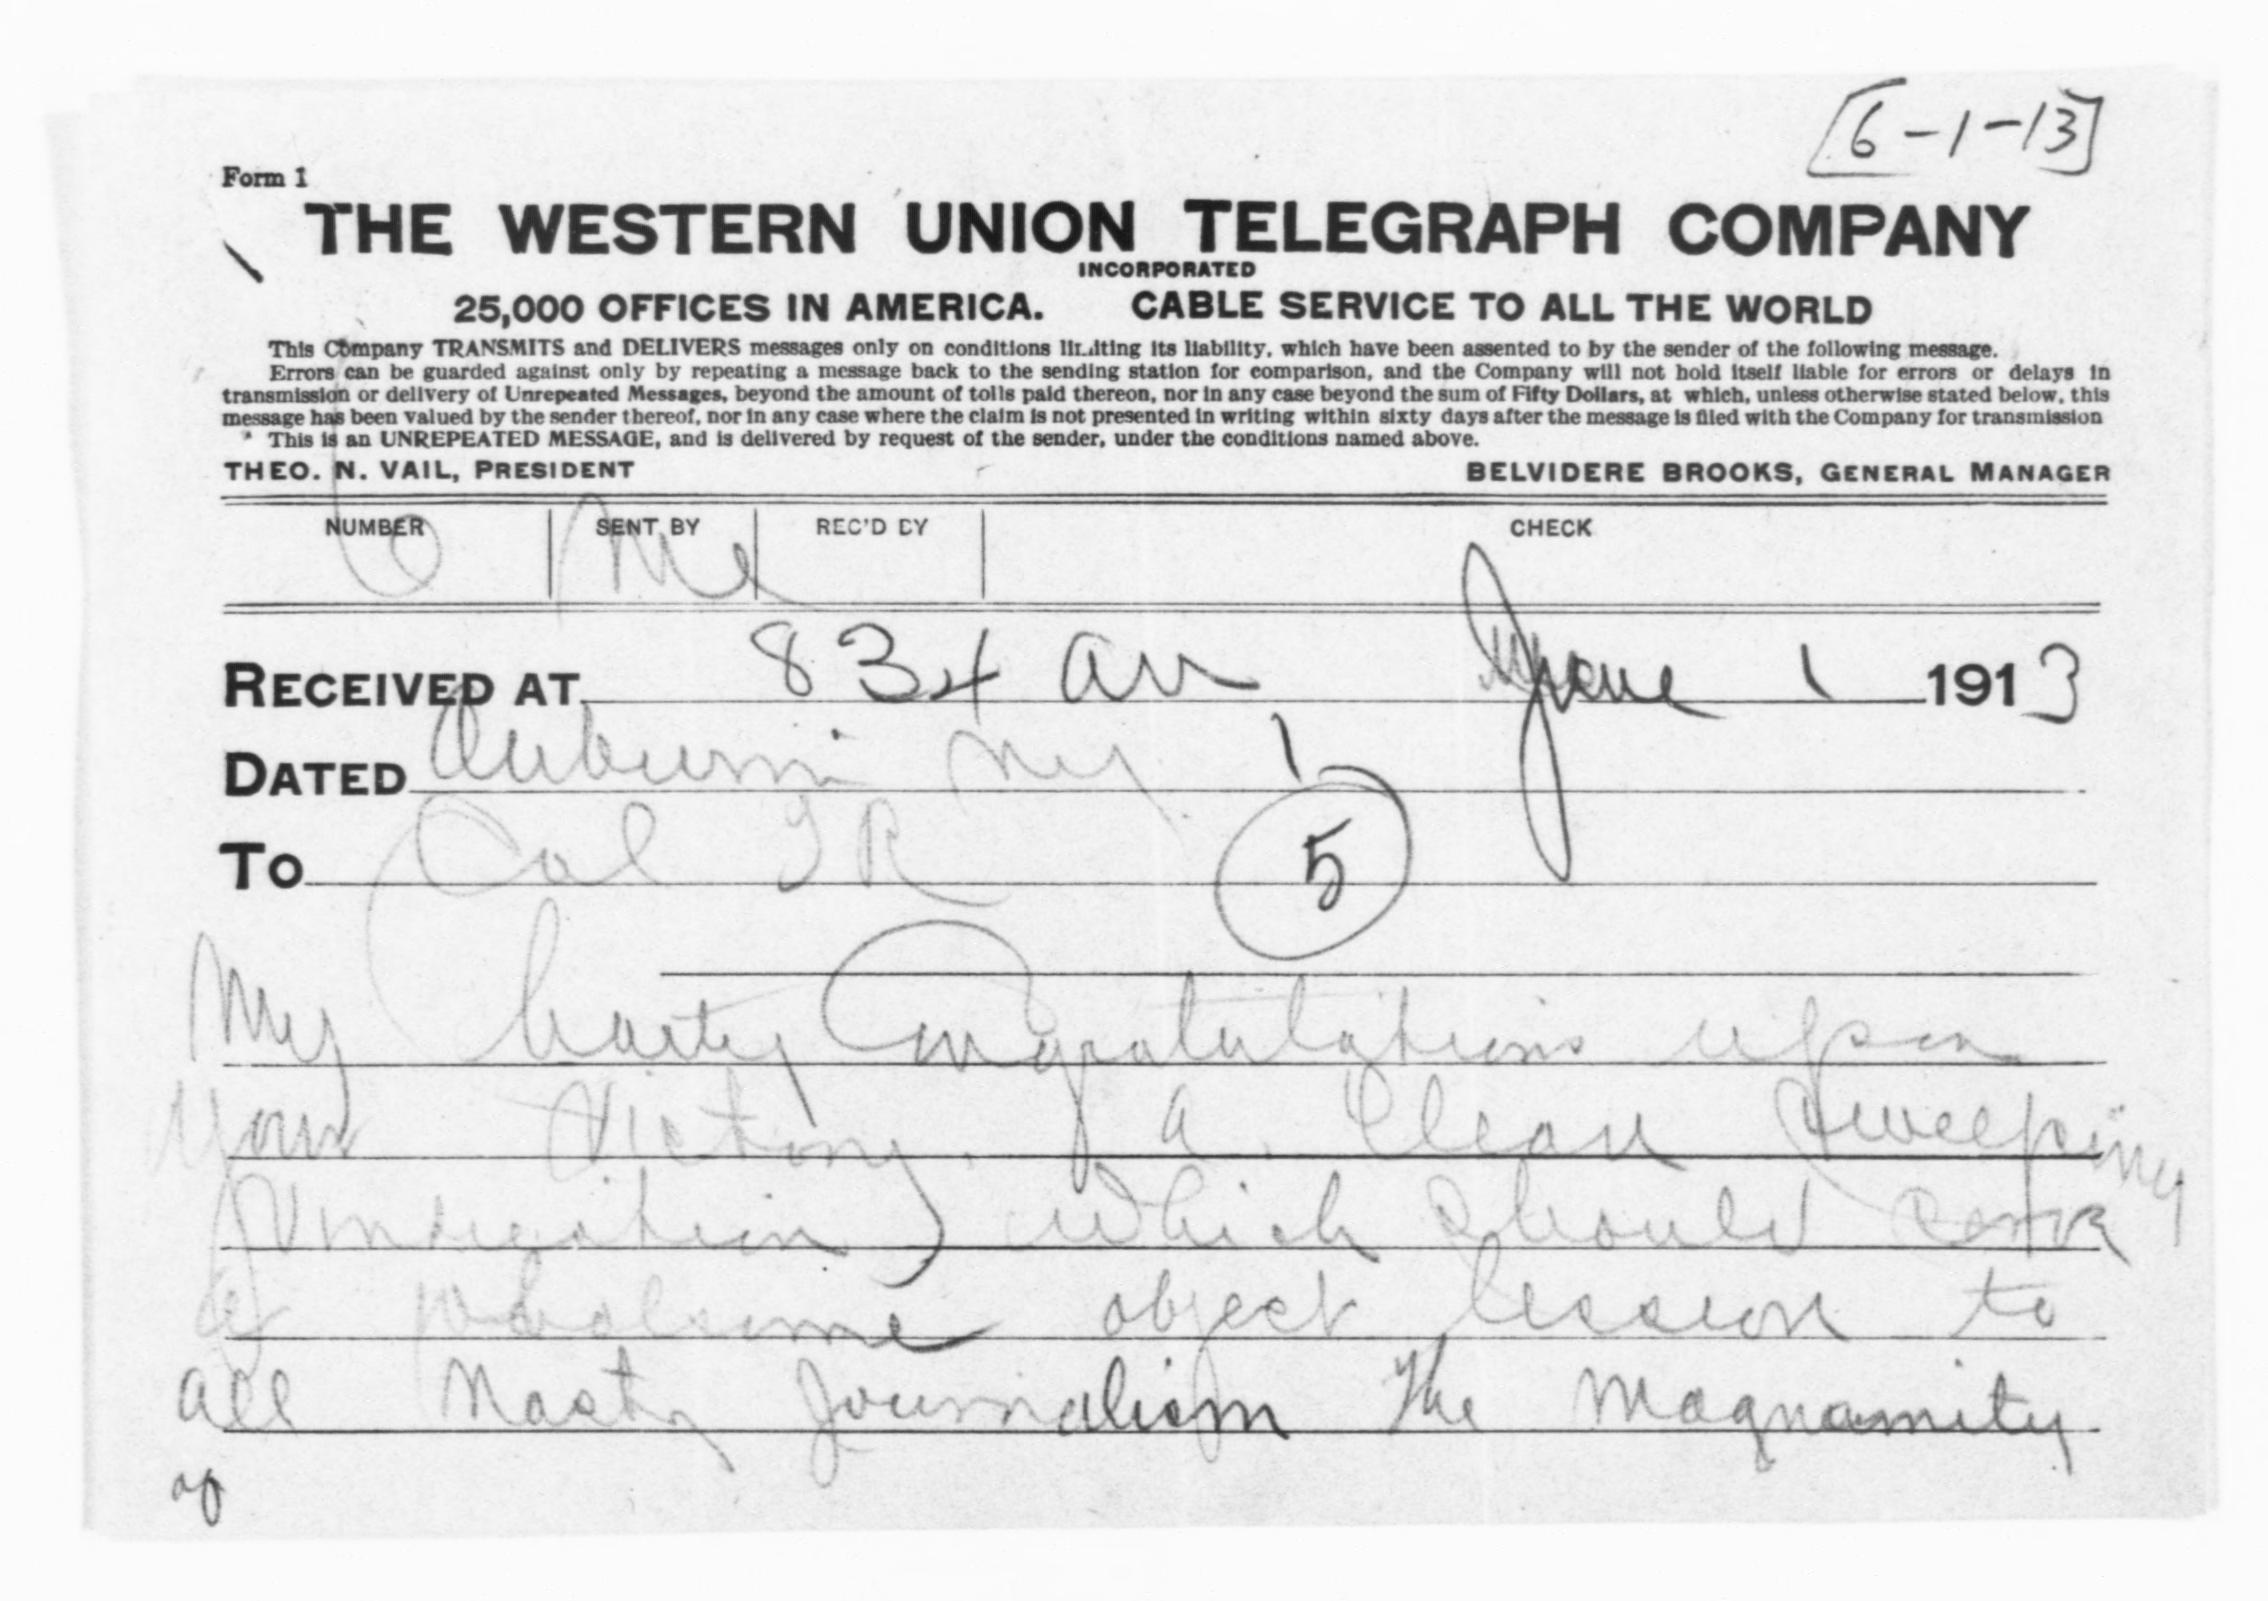 [6-1-13]
Form 1
THE WESTERN UNION TELEGRAPH COMPANY
INCORPORATED
25,000 OFFICES IN AMERICA. CABLE SERVICE TO ALL THE WORLD
This Company TRANSMITS and DELIVERS messages only on conditions limiting its liability, which have been assented to by the sender of the following message.
Errors can be guarded against only by repeating a message back to the sending station for comparison, and the Company will not hold itself liable for errors or delays in
transmission or delivery of Unrepeated Messages, beyond the amount of tolls paid thereon, nor in any case beyond the sum of Fifty Dollars, at which, unless otherwise stated below, this
message has been valued by the sender thereof, nor in any case where the claim is not presented in writing within sixty days after the message is filed with the Company for transmission
This is an UNREPEATED MESSAGE, and is delivered by request of the sender, under the conditions named above.
THEO. N. VAIL, PRESIDENT BELVIDERE BROOKS, GENERAL MANAGER
NUMBER SENT BY REC'D BY CHECK
RECEIVED AT 834 am June 1 1913
DATED Auburn NY 1
To Col TR 5
My hearty Congratulations upon
your Victory. a Clean Sweeping
Vindication which should
a wholsome object lesson to
all Nasty Journalism The Magnamity
of